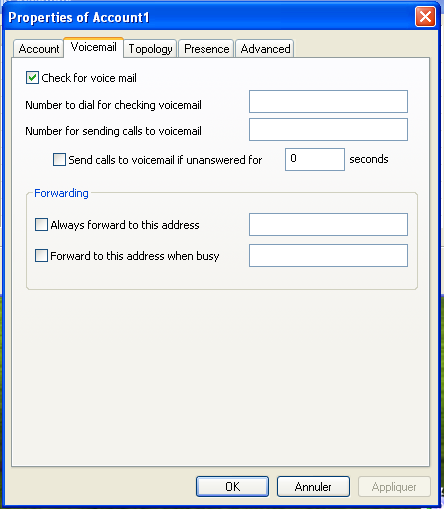 Properties of Account1
Account Voicemail Topology Presence Advanced
Check for voice mail
Number to dial for checking voicemail
Number for sending calls to voicemail
Send calls to voicemail if unanswered for 0 seconds
Forwarding
Always forward to this address
Forward to this address when busy
OK Annuler Appliquer